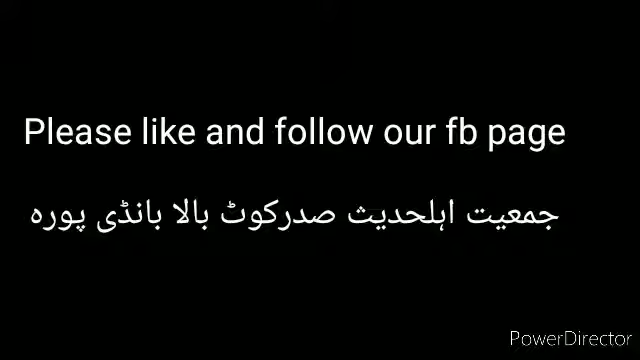 Please like and follow our fb page
جمعیت اہلحدیث صدرکوٹ بالا بانڈی پورہ
PowerDirector